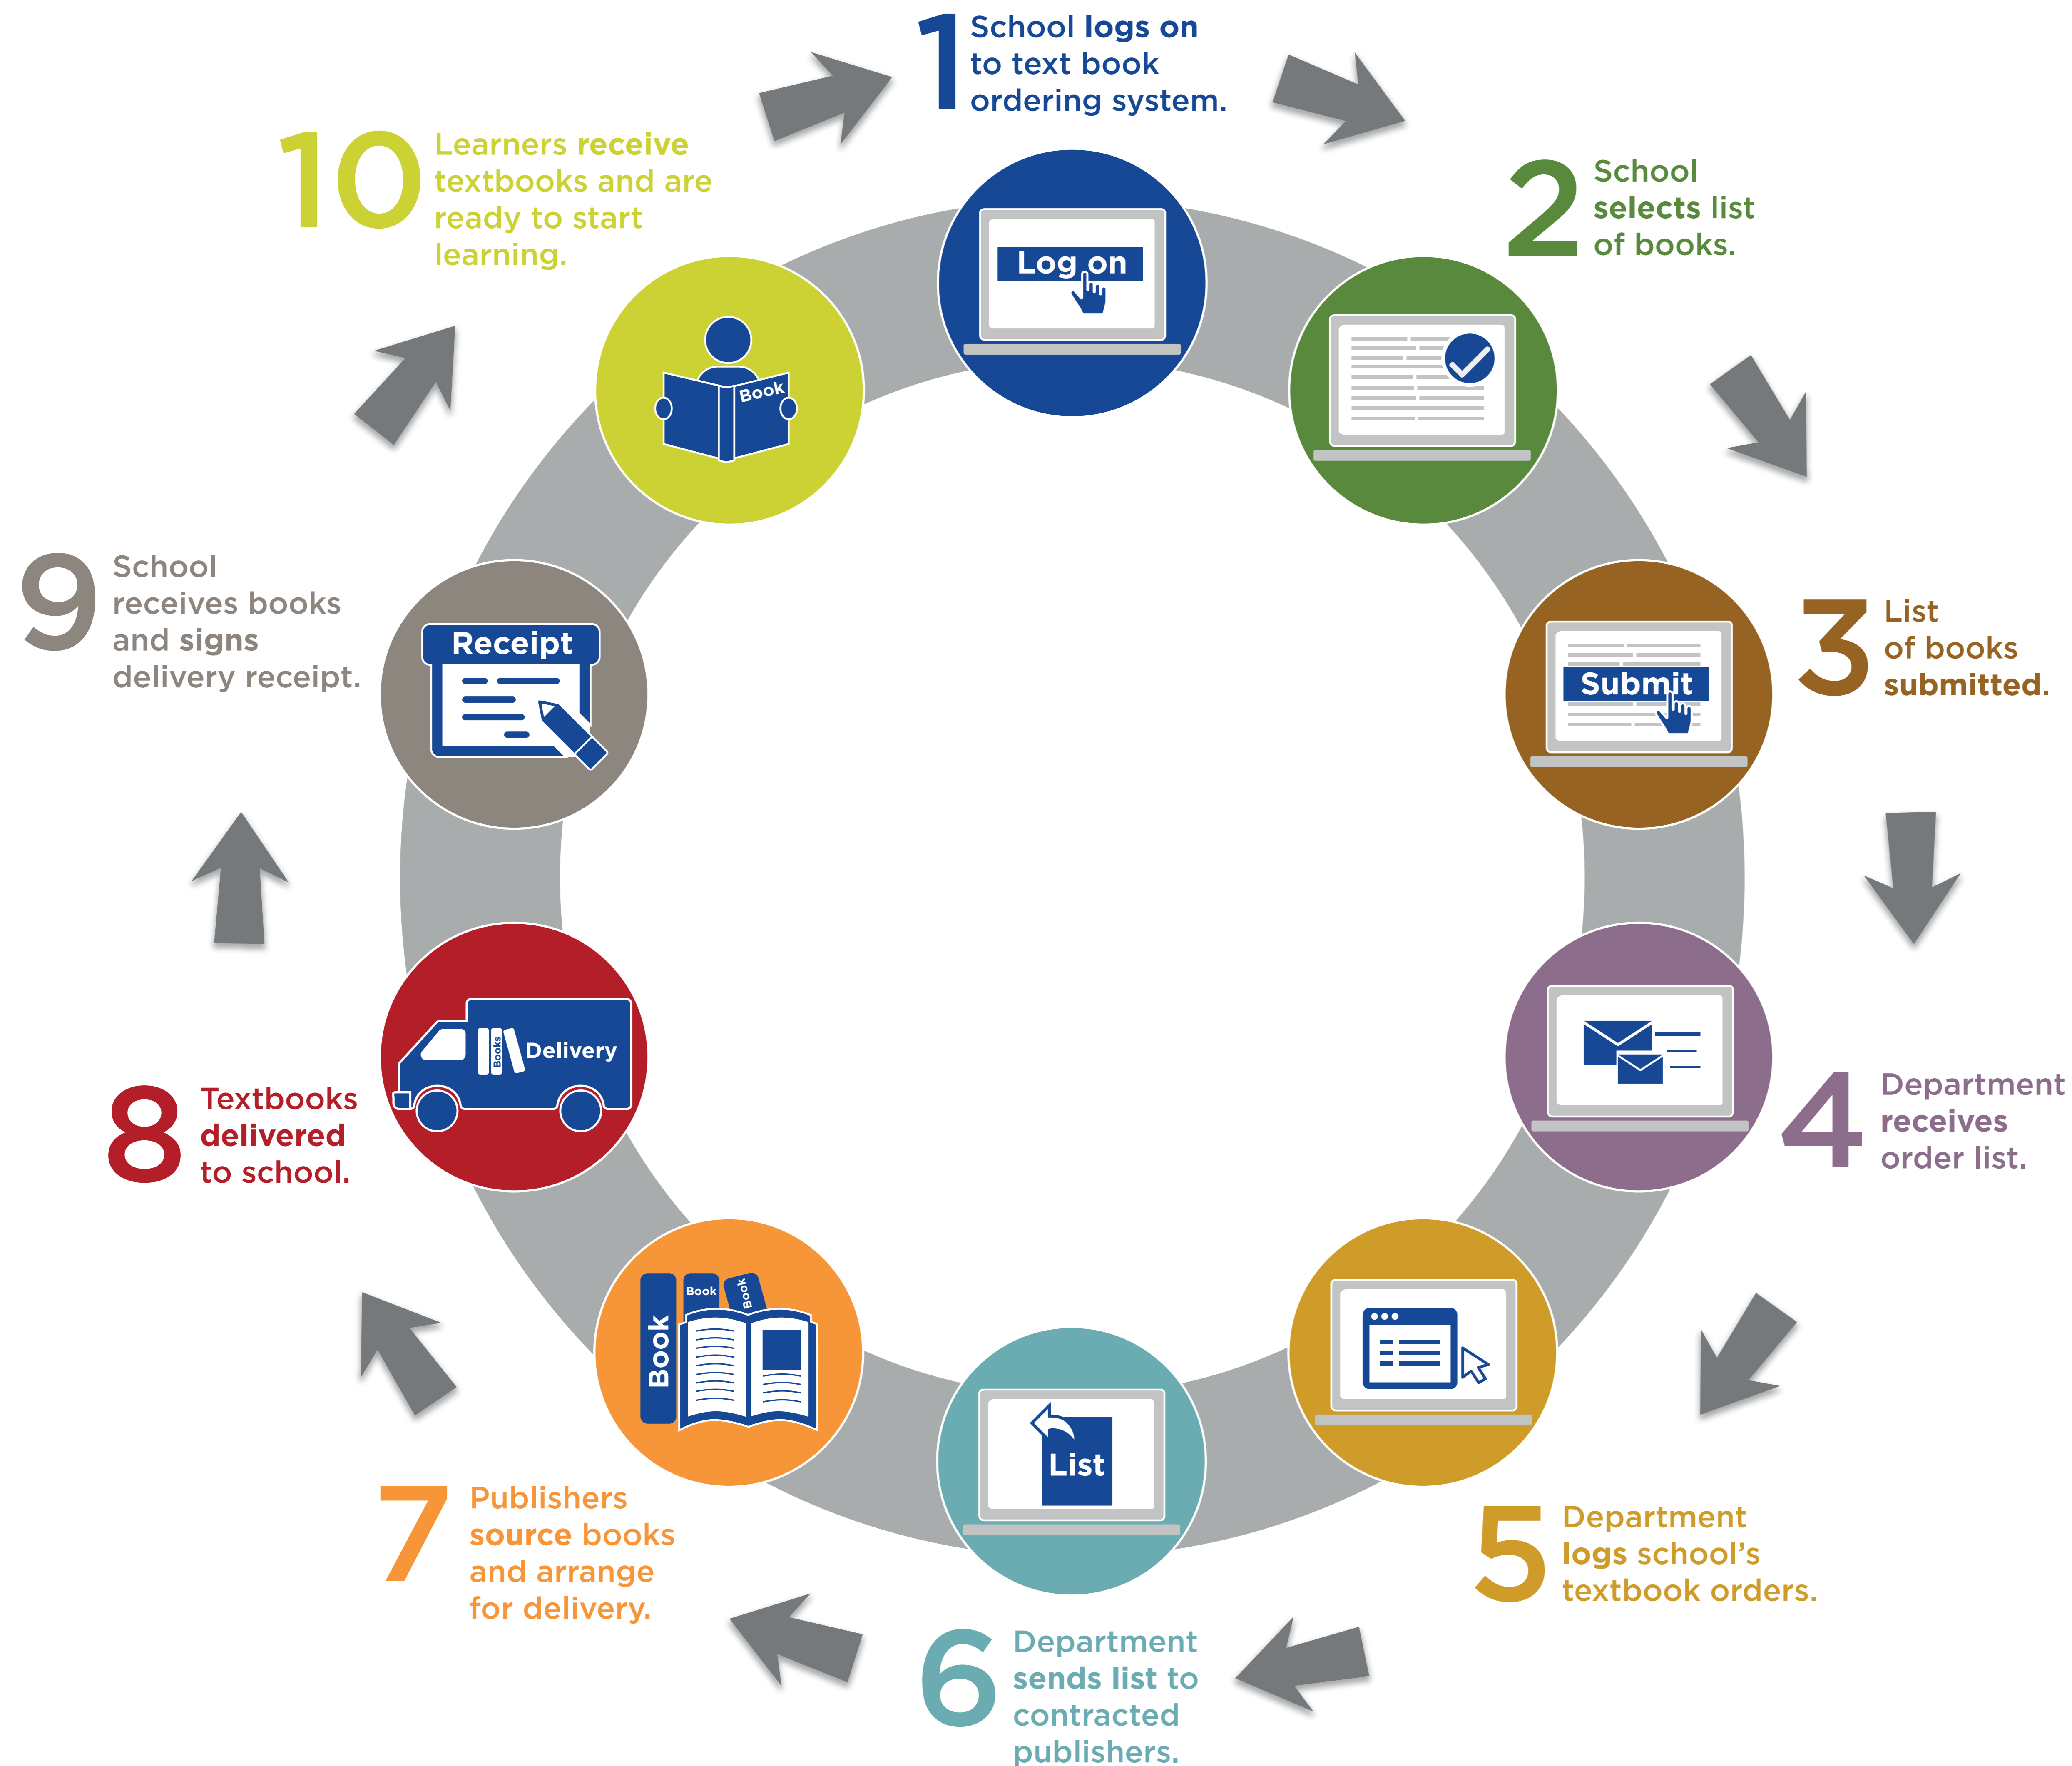 1
School logs on
to text book
ordering system.
Log on
2
School
selects list
of books.
3
List
of books
submitted.
Submit
4
Department
receives
order list.
5
Department
logs school’s
textbook orders.
6
Department
sends list to
contracted
publishers.
List
7
Publishers
source books
and arrange
for delivery.
Book
Book
Book
8
Textbooks
delivered
to school.
Books
Delivery
9
School
receives books
and signs
delivery receipt.
Receipt
10
Learners receive
textbooks and are
ready to start
learning.
Book